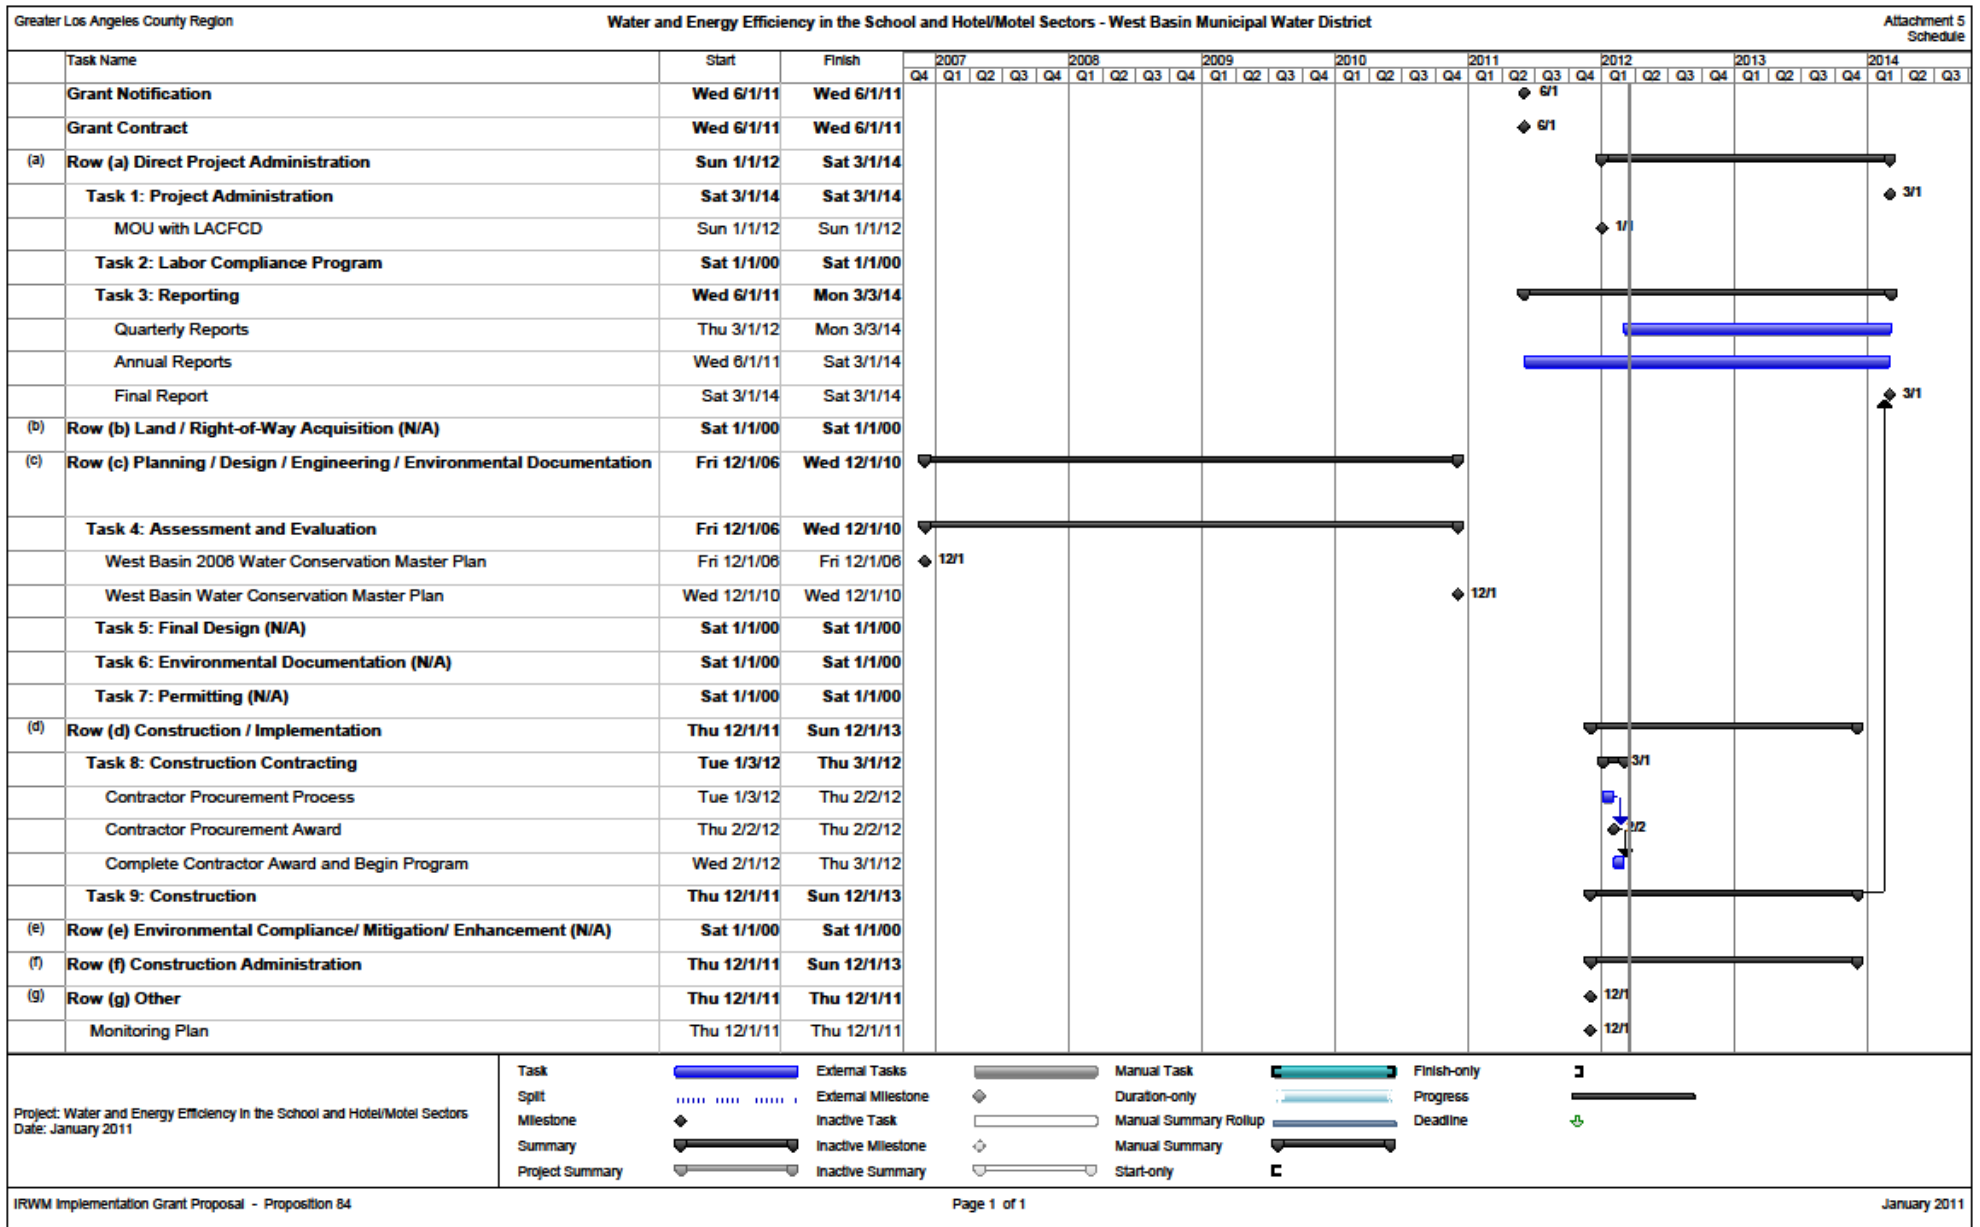 Greater Los Angeles County Region
Water and Energy Efficiency in the School and Hotel/Motel Sectors - West Basin Municipal Water District
Attachment 5
Schedule
Task Name Start Finish 2007 2008 2009 2010 2011 2012 2013 2014
Q4 Q1 Q2 Q3 Q4 Q1 Q2 Q3 Q4 Q1 Q2 Q3 Q4 Q1 Q2 Q3 Q4 Q1 Q2 Q3 Q4 Q1 Q2 Q3 Q4 Q1 Q2 Q3 Q4 Q1 Q2 Q3
Grant Notification Wed 6/1/11 Wed 6/1/11 6/1
Grant Contract Wed 6/1/11 Wed 6/1/11 6/1
(a) Row (a) Direct Project Administration Sun 1/1/12 Sat 3/1/14
Task 1: Project Administration Sat 3/1/14 Sat 3/1/14 3/1
MOU with LACFCD Sun 1/1/12 Sun 1/1/12 1/1
Task 2: Labor Compliance Program Sat 1/1/00 Sat 1/1/00
Task 3: Reporting Wed 6/1/11 Mon 3/3/14
Quarterly Reports Thu 3/1/12 Mon 3/3/14
Annual Reports Wed 6/1/11 Sat 3/1/14
Final Report Sat 3/1/14 Sat 3/1/14 3/1
(b) Row (b) Land / Right-of-Way Acquisition (N/A) Sat 1/1/00 Sat 1/1/00
(c) Row (c) Planning / Design / Engineering / Environmental Documentation Fri 12/1/06 Wed 12/1/10
Task 4: Assessment and Evaluation Fri 12/1/06 Wed 12/1/10
West Basin 2006 Water Conservation Master Plan Fri 12/1/06 Fri 12/1/06 12/1
West Basin Water Conservation Master Plan Wed 12/1/10 Wed 12/1/10 12/1
Task 5: Final Design (N/A) Sat 1/1/00 Sat 1/1/00
Task 6: Environmental Documentation (N/A) Sat 1/1/00 Sat 1/1/00
Task 7: Permitting (N/A) Sat 1/1/00 Sat 1/1/00
(d) Row (d) Construction / Implementation Thu 12/1/11 Sun 12/1/13
Task 8: Construction Contracting Tue 1/3/12 Thu 3/1/12 3/1
Contractor Procurement Process Tue 1/3/12 Thu 2/2/12
Contractor Procurement Award Thu 2/2/12 Thu 2/2/12 2/2
Complete Contractor Award and Begin Program Wed 2/1/12 Thu 3/1/12
Task 9: Construction Thu 12/1/11 Sun 12/1/13
(e) Row (e) Environmental Compliance/ Mitigation/ Enhancement (N/A) Sat 1/1/00 Sat 1/1/00
(f) Row (f) Construction Administration Thu 12/1/11 Sun 12/1/13
(g) Row (g) Other Thu 12/1/11 Thu 12/1/11 12/1
Monitoring Plan Thu 12/1/11 Thu 12/1/11 12/1
Project: Water and Energy Efficiency in the School and Hotel/Motel Sectors
Date: January 2011
Task External Tasks Manual Task Finish-only
Split External Milestone Duration-only Progress
Milestone Inactive Task Manual Summary Rollup Deadline
Summary Inactive Milestone Manual Summary
Project Summary Inactive Summary Start-only
IRWM Implementation Grant Proposal - Proposition 84
Page 1 of 1
January 2011